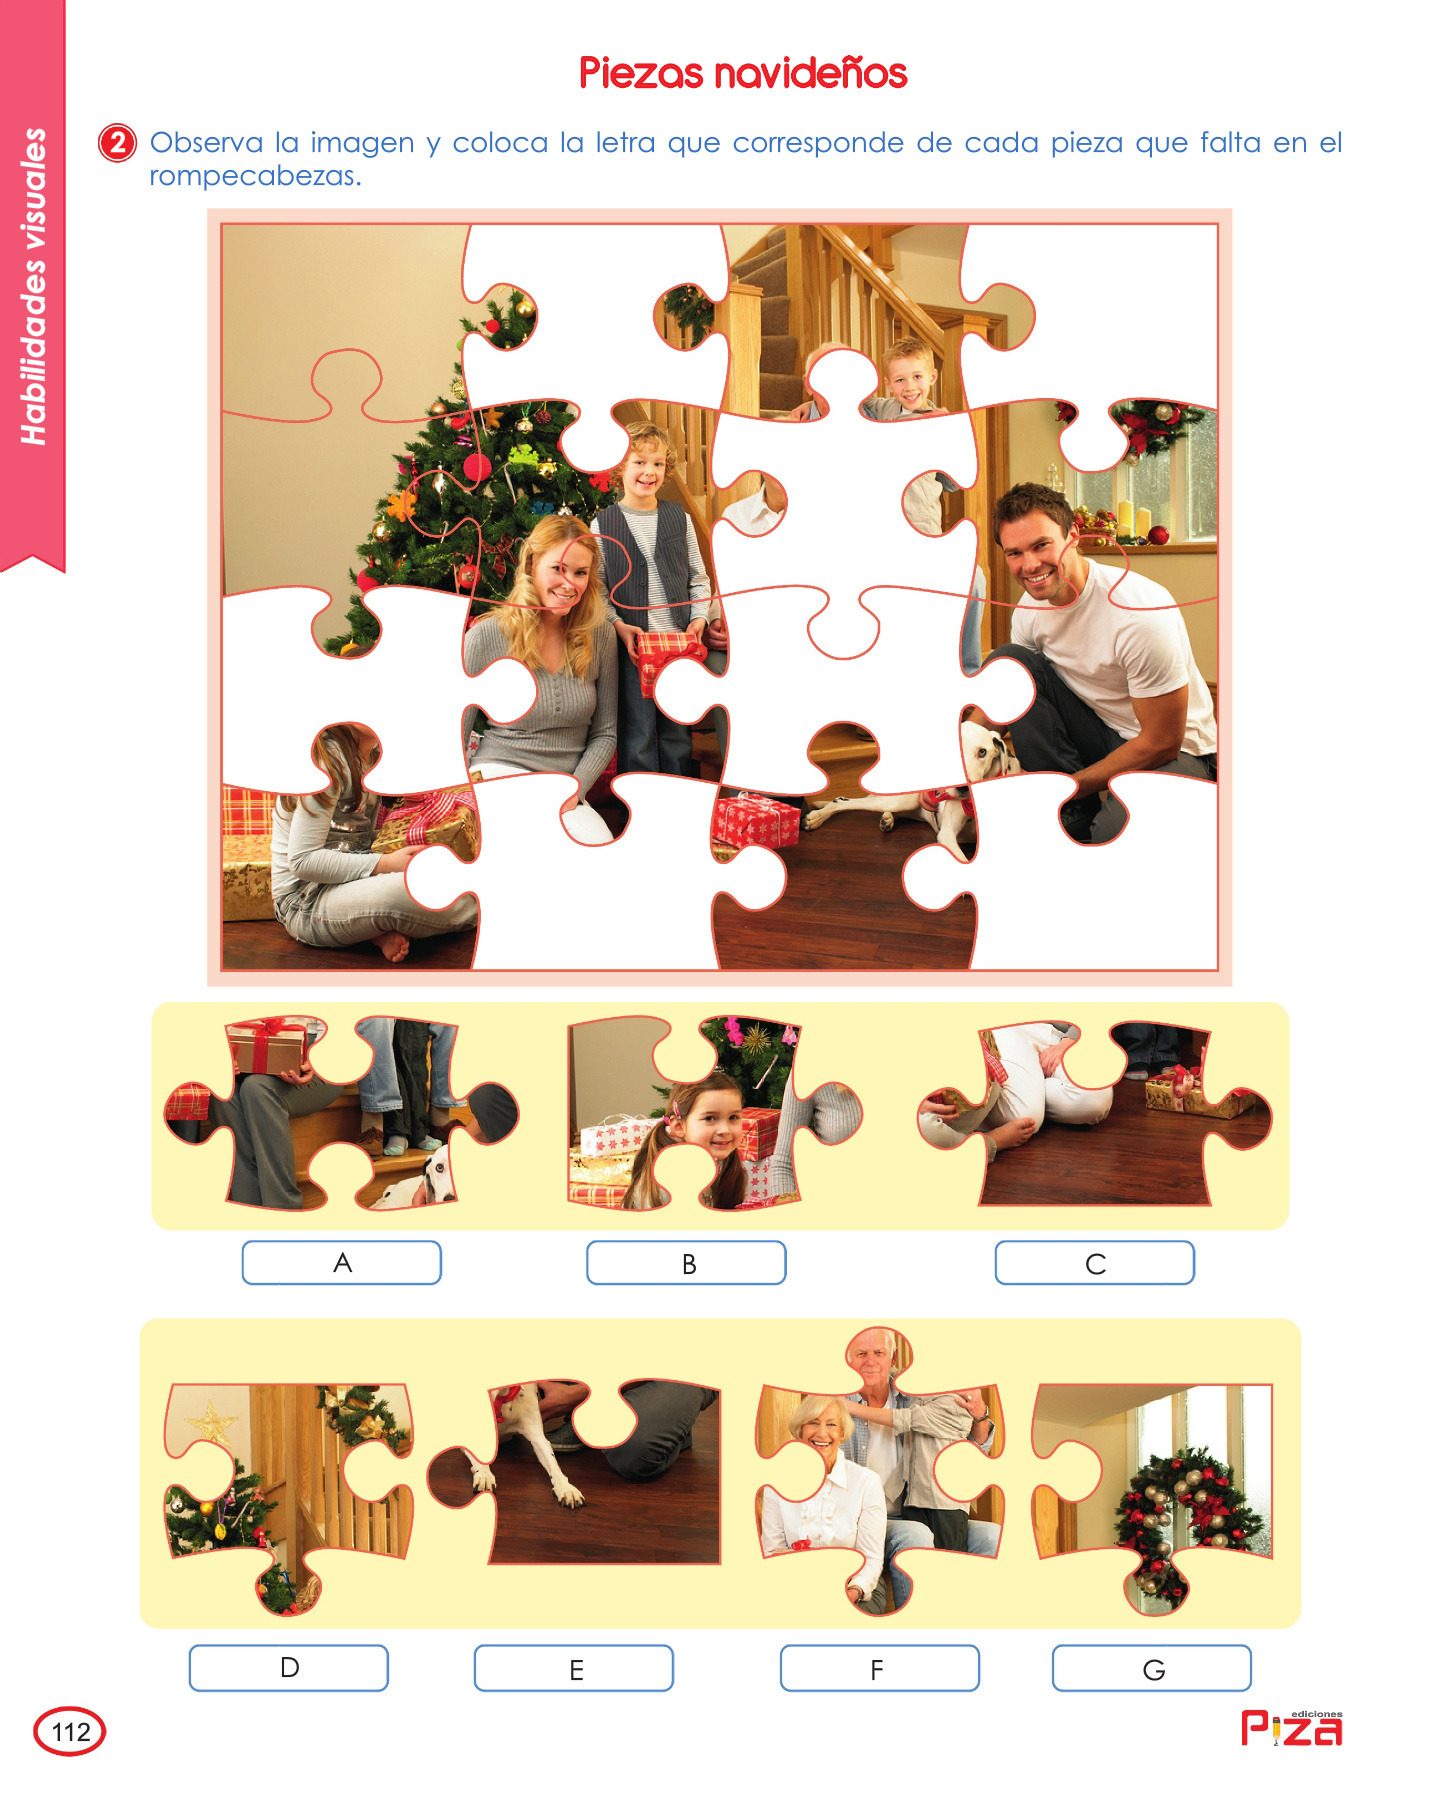 Habilidades visuales
Piezas navideños
2 Observa la imagen y coloca la letra que corresponde de cada pieza que falta en el
rompecabezas.
A
B
C
D
E
F
G
112
ediciones
Piza